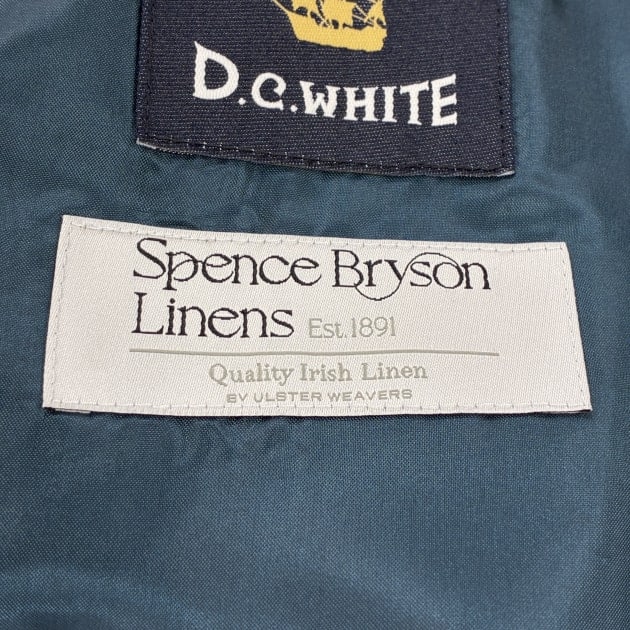 D.C.WHITE
Spence Bryson
Linens Est.1891
Quality Irish Linen
BY ULSTER WEAVERS